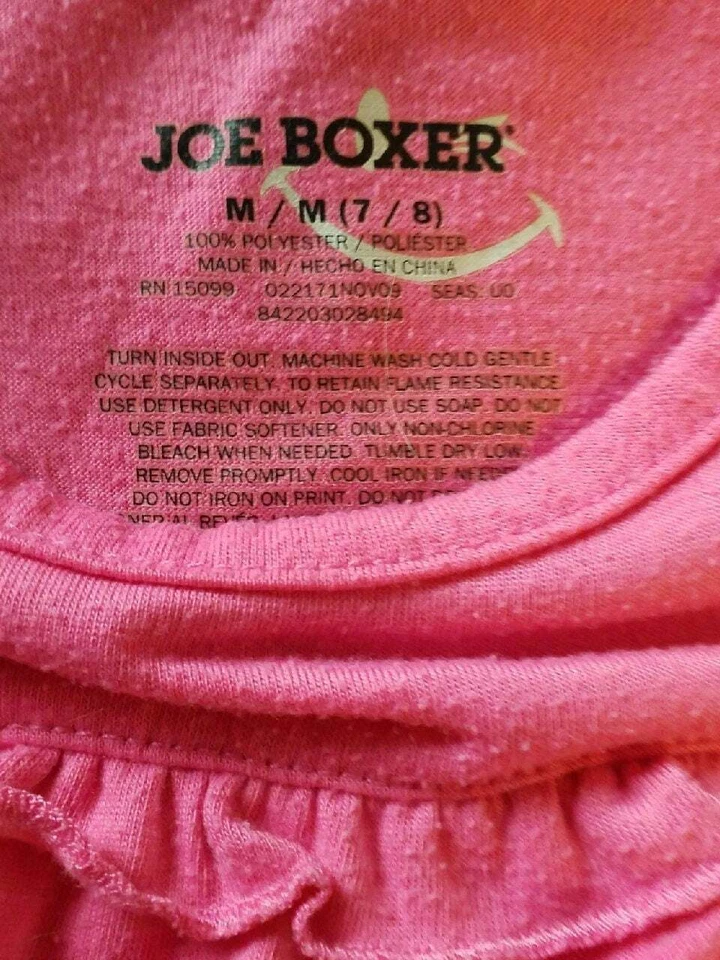 JOE BOXER
M / M (7 / 8)
100% POLYESTER / POLIÉSTER
MADE IN / HECHO EN CHINA
RN 15099 022171NOV09 SEAS: U0
842203028494
TURN INSIDE OUT. MACHINE WASH COLD GENTLE
CYCLE SEPARATELY. TO RETAIN FLAME RESISTANCE
USE DETERGENT ONLY. DO NOT USE SOAP. DO NOT
USE FABRIC SOFTENER. ONLY NON-CHLORINE
BLEACH WHEN NEEDED. TUMBLE DRY LOW.
REMOVE PROMPTLY. COOL IRON IF
DO NOT IRON ON PRINT. DO NOT